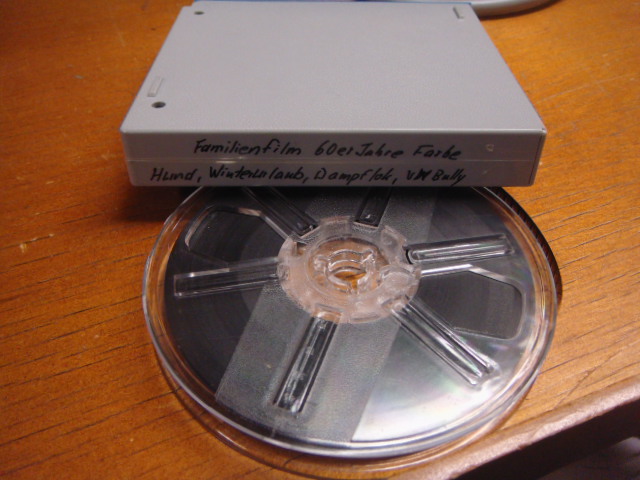 Familienfilm 60er Jahre Farbe
Hund, Winterurlaub, Dampflok, VW Bully